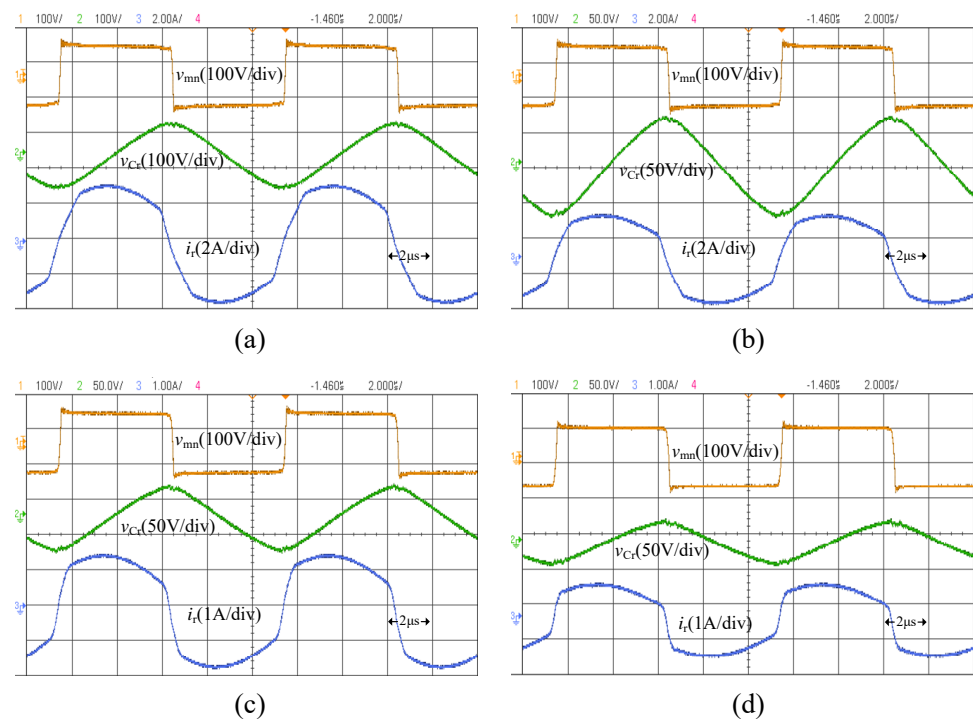 1 100V/ 2 100V/ 3 2.00A/ 4 -1.460µs 2.000s/
vmn(100V/div)
vCr(100V/div)
ir(2A/div)
2µs
(a)
1 100V/ 2 50.0V/ 3 2.00A/ 4 -1.460µs 2.000s/
vmn(100V/div)
vCr(50V/div)
ir(2A/div)
2µs
(b)
1 100V/ 2 50.0V/ 3 1.00A/ 4 -1.460µs 2.000s/
vmn(100V/div)
vCr(50V/div)
ir(1A/div)
2µs
(c)
1 100V/ 2 50.0V/ 3 1.00A/ 4 -1.460µs 2.000s/
vmn(100V/div)
vCr(50V/div)
ir(1A/div)
2µs
(d)